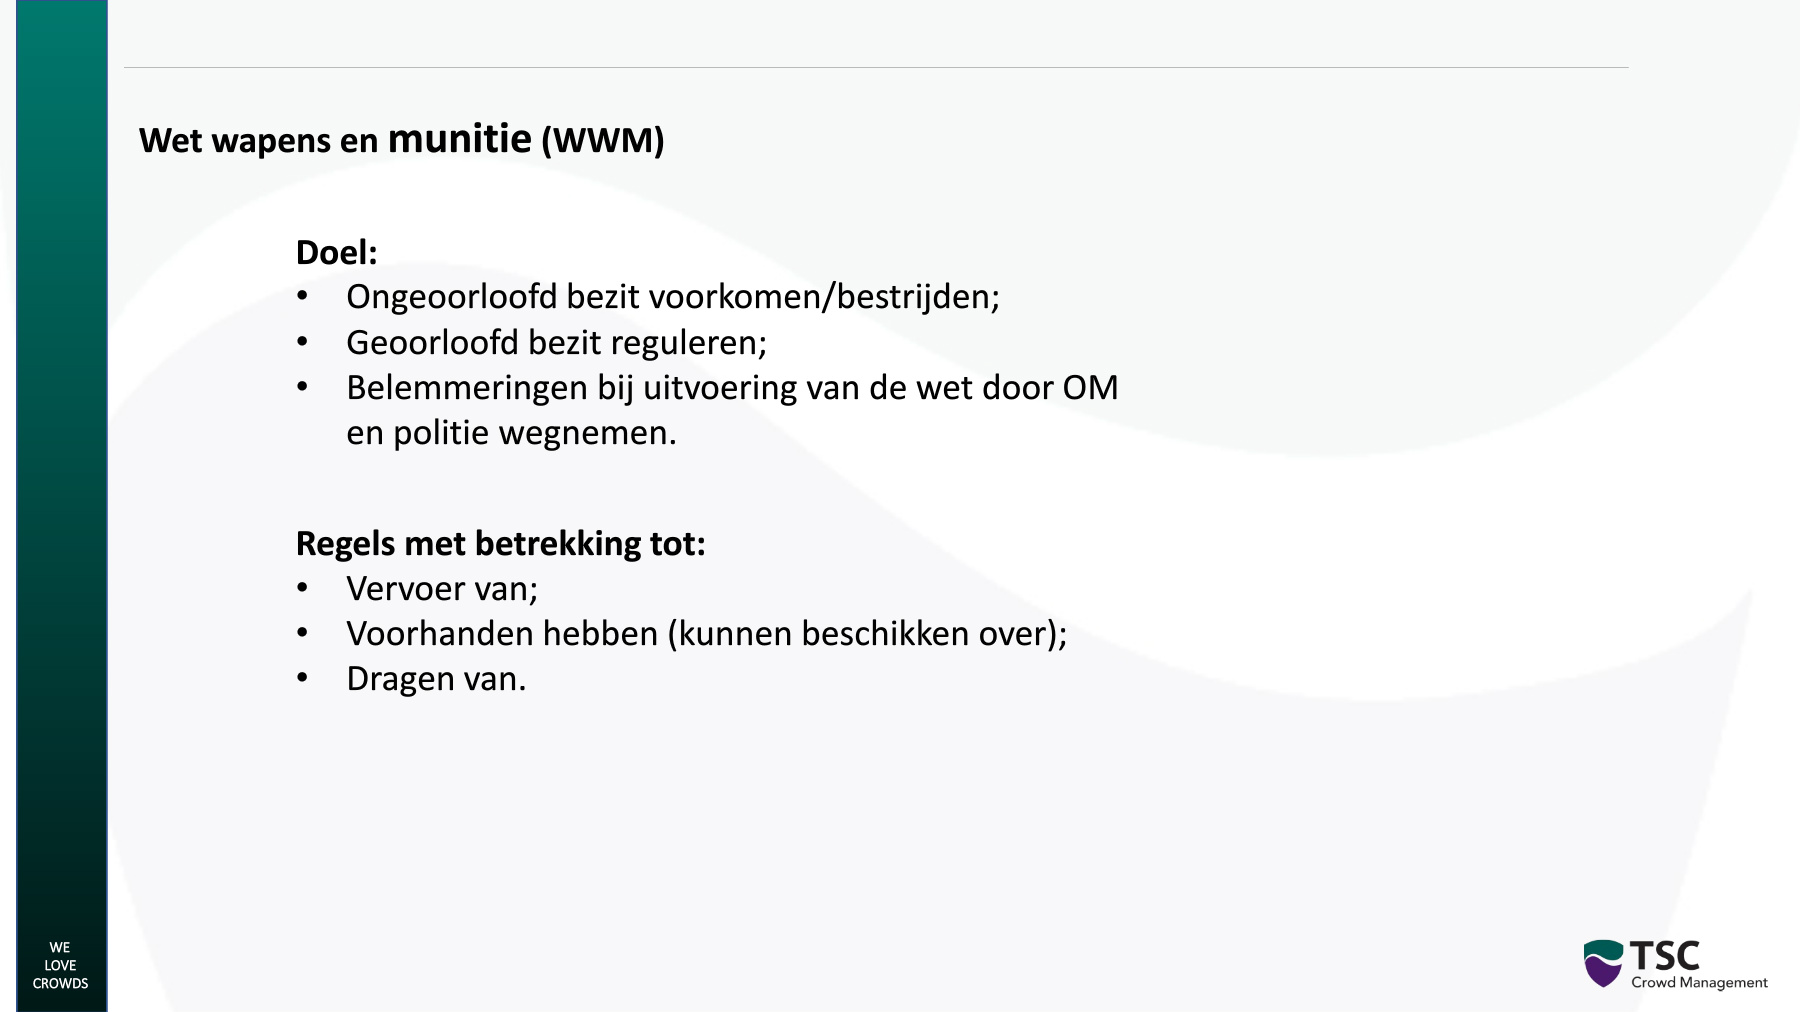 Wet wapens en munitie (WWM)
Doel:
• Ongeoorloofd bezit voorkomen/bestrijden;
• Geoorloofd bezit reguleren;
• Belemmeringen bij uitvoering van de wet door OM
en politie wegnemen.
Regels met betrekking tot:
• Vervoer van;
• Voorhanden hebben (kunnen beschikken over);
• Dragen van.
WE
LOVE
CROWDS
TSC
Crowd Management